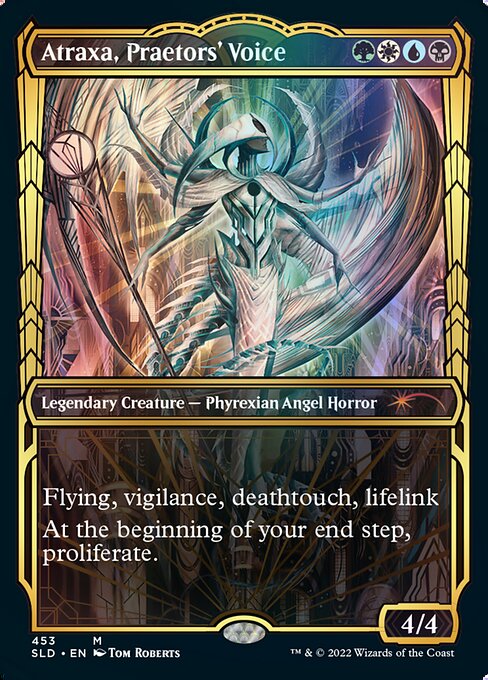 Atraxa, Praetors' Voice
Legendary Creature — Phyrexian Angel Horror
Flying, vigilance, deathtouch, lifelink
At the beginning of your end step,
proliferate.
4/4
453 M
SLD • EN Tom Roberts
™ & © 2022 Wizards of the Coast